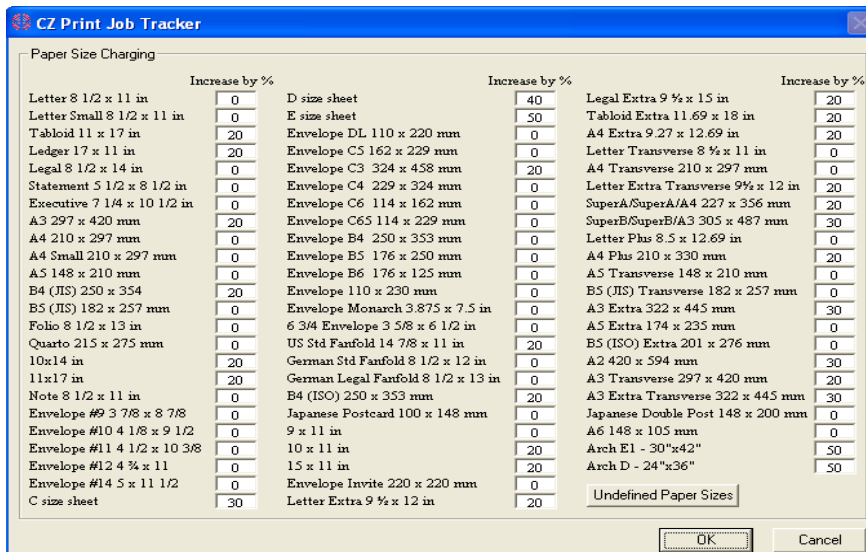 CZ Print Job Tracker
Paper Size Charging
Increase by %
Letter 8 1/2 x 11 in 0
Letter Small 8 1/2 x 11 in 0
Tabloid 11 x 17 in 20
Ledger 17 x 11 in 20
Legal 8 1/2 x 14 in 0
Statement 5 1/2 x 8 1/2 in 0
Executive 7 1/4 x 10 1/2 in 0
A3 297 x 420 mm 20
A4 210 x 297 mm 0
A4 Small 210 x 297 mm 0
A5 148 x 210 mm 0
B4 (JIS) 250 x 354 20
B5 (JIS) 182 x 257 mm 0
Folio 8 1/2 x 13 in 0
Quarto 215 x 275 mm 0
10x14 in 20
11x17 in 20
Note 8 1/2 x 11 in 0
Envelope #9 3 7/8 x 8 7/8 0
Envelope #10 4 1/8 x 9 1/2 0
Envelope #11 4 1/2 x 10 3/8 0
Envelope #12 4 ¾ x 11 0
Envelope #14 5 x 11 1/2 0
C size sheet 30
Increase by %
D size sheet 40
E size sheet 50
Envelope DL 110 x 220 mm 0
Envelope C5 162 x 229 mm 0
Envelope C3 324 x 458 mm 20
Envelope C4 229 x 324 mm 0
Envelope C6 114 x 162 mm 0
Envelope C65 114 x 229 mm 0
Envelope B4 250 x 353 mm 0
Envelope B5 176 x 250 mm 0
Envelope B6 176 x 125 mm 0
Envelope 110 x 230 mm 0
Envelope Monarch 3.875 x 7.5 in 0
6 3/4 Envelope 3 5/8 x 6 1/2 in 0
US Std Fanfold 14 7/8 x 11 in 20
German Std Fanfold 8 1/2 x 12 in 0
German Legal Fanfold 8 1/2 x 13 in 0
B4 (ISO) 250 x 353 mm 20
Japanese Postcard 100 x 148 mm 0
9 x 11 in 0
10 x 11 in 20
15 x 11 in 20
Envelope Invite 220 x 220 mm 0
Letter Extra 9 ½ x 12 in 20
Increase by %
Legal Extra 9 ½ x 15 in 20
Tabloid Extra 11.69 x 18 in 20
A4 Extra 9.27 x 12.69 in 0
Letter Transverse 8 ½ x 11 in 0
A4 Transverse 210 x 297 mm 0
Letter Extra Transverse 9½ x 12 in 20
SuperA/SuperA/A4 227 x 356 mm 20
SuperB/SuperB/A3 305 x 487 mm 30
Letter Plus 8.5 x 12.69 in 0
A4 Plus 210 x 330 mm 20
A5 Transverse 148 x 210 mm 0
B5 (JIS) Transverse 182 x 257 mm 0
A3 Extra 322 x 445 mm 30
A5 Extra 174 x 235 mm 0
B5 (ISO) Extra 201 x 276 mm 0
A2 420 x 594 mm 30
A3 Transverse 297 x 420 mm 20
A3 Extra Transverse 322 x 445 mm 30
Japanese Double Post 148 x 200 mm 0
A6 148 x 105 mm 0
Arch E1 - 30"x42" 50
Arch D - 24"x36" 50
Undefined Paper Sizes
OK
Cancel